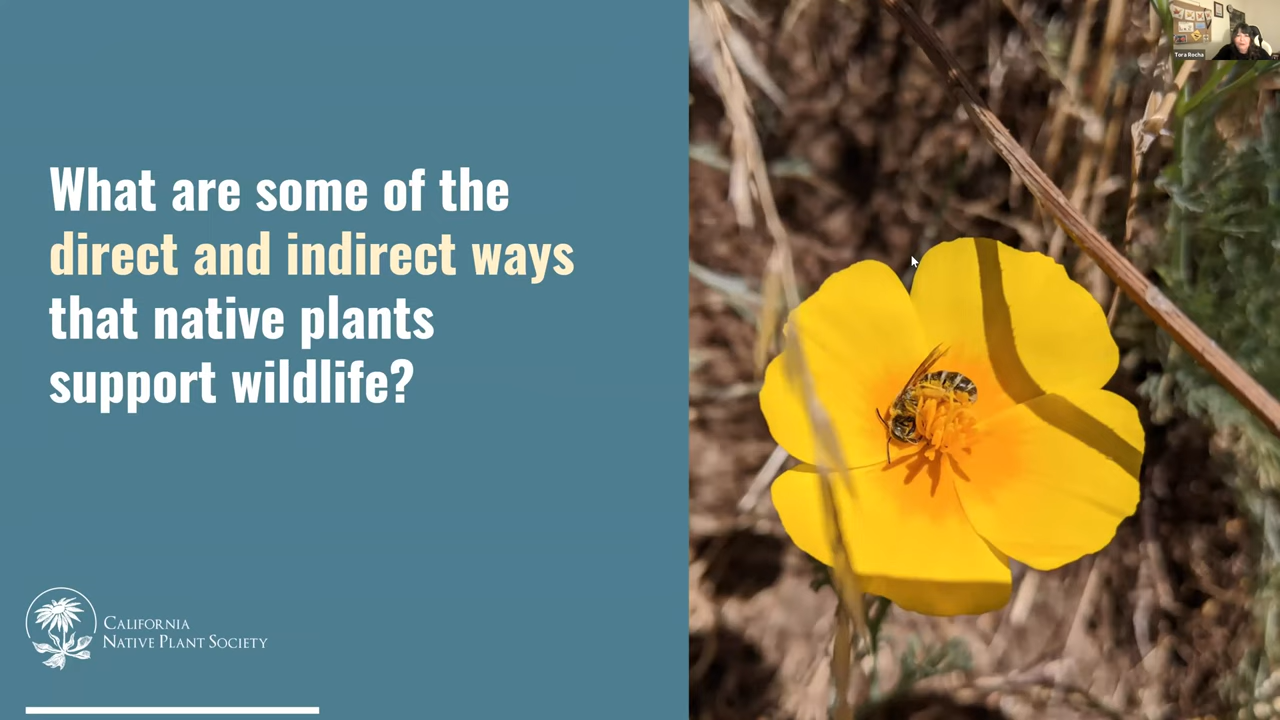 What are some of the
direct and indirect ways
that native plants
support wildlife?
California
Native Plant Society
Tora Rocha